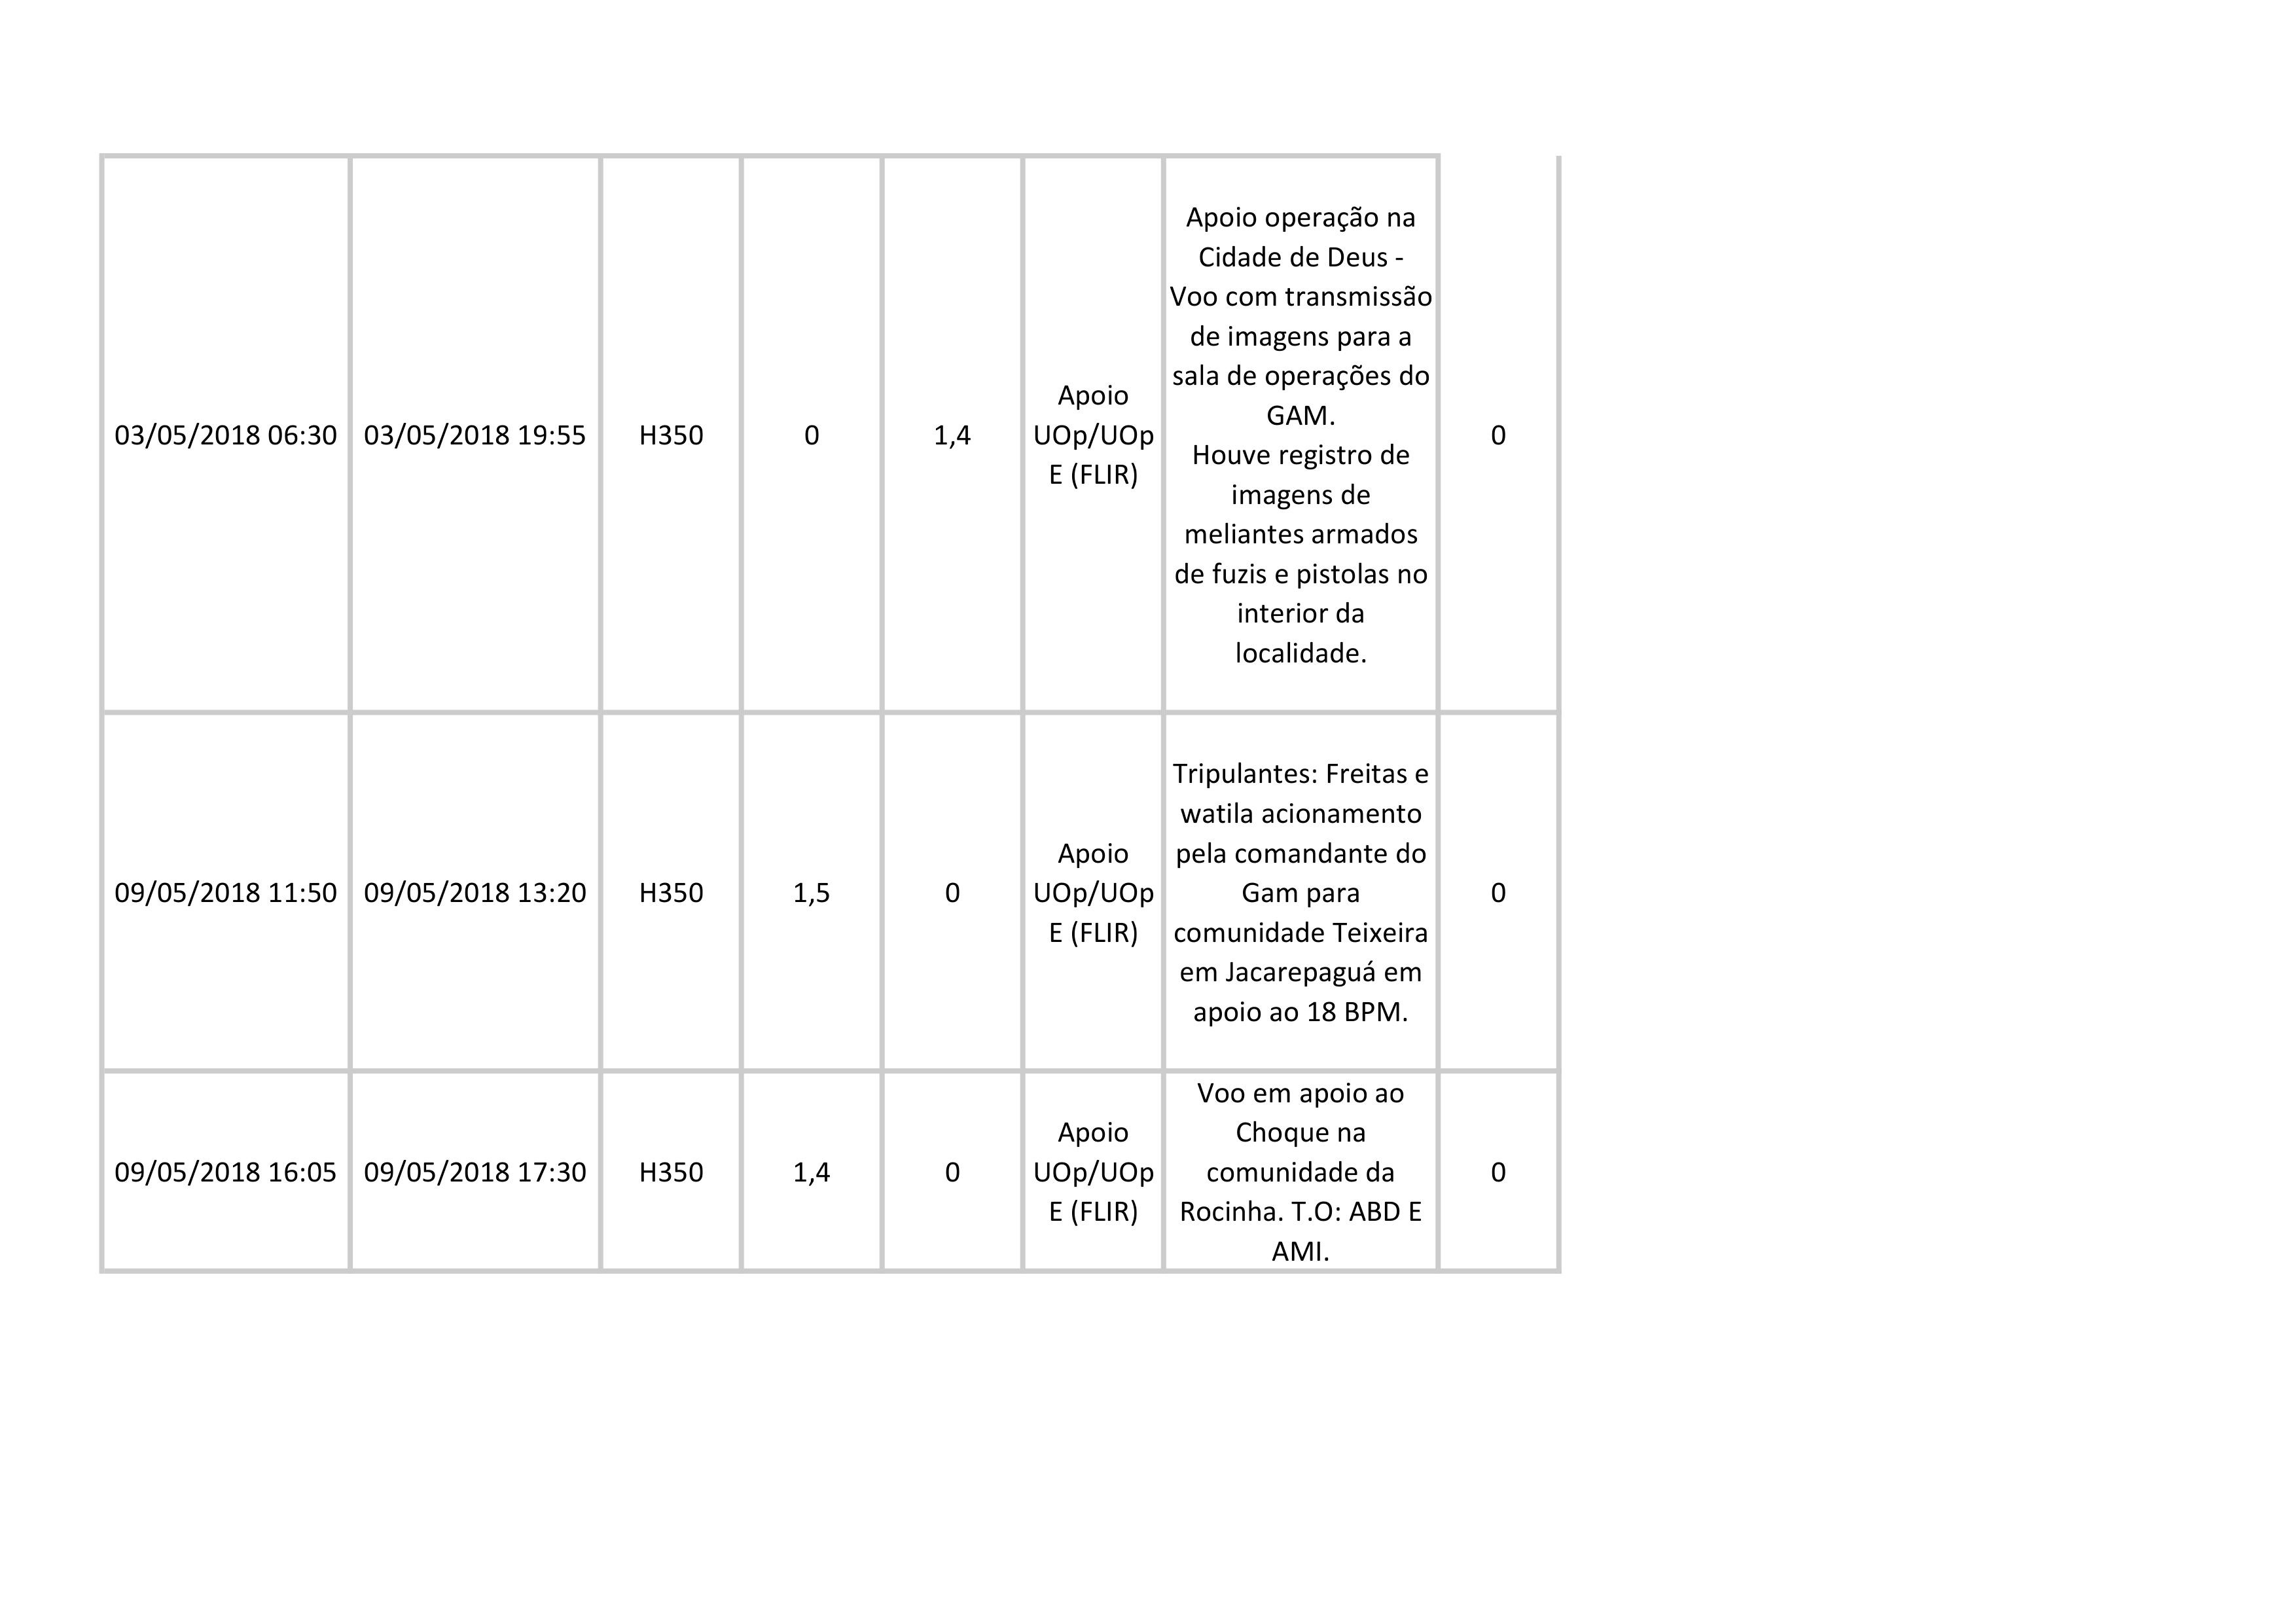 03/05/2018 06:30
03/05/2018 19:55
H350
0
1,4
Apoio
UOp/UOp
E (FLIR)
Apoio operação na
Cidade de Deus -
Voo com transmissão
de imagens para a
sala de operações do
GAM.
Houve registro de
imagens de
meliantes armados
de fuzis e pistolas no
interior da
localidade.
0
09/05/2018 11:50
09/05/2018 13:20
H350
1,5
0
Apoio
UOp/UOp
E (FLIR)
Tripulantes: Freitas e
watila acionamento
pela comandante do
Gam para
comunidade Teixeira
em Jacarepaguá em
apoio ao 18 BPM.
0
09/05/2018 16:05
09/05/2018 17:30
H350
1,4
0
Apoio
UOp/UOp
E (FLIR)
Voo em apoio ao
Choque na
comunidade da
Rocinha. T.O: ABD E
AMI.
0